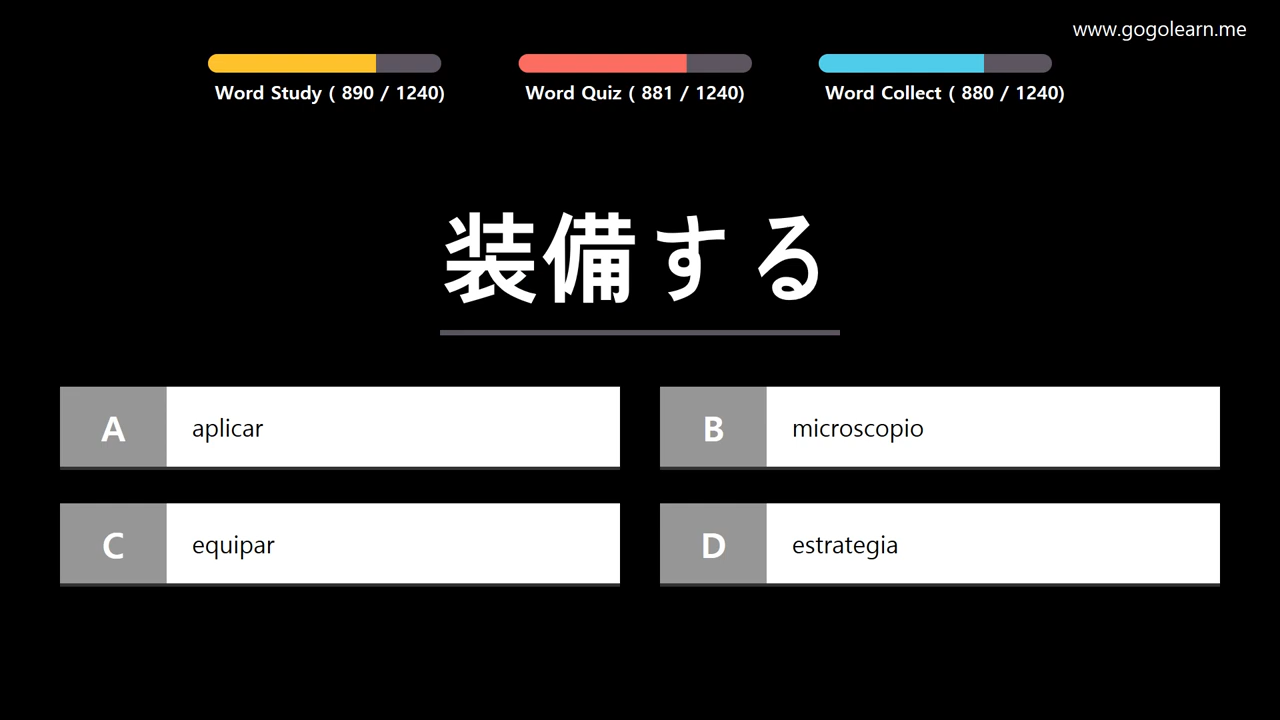 www.gogolearn.me
Word Study ( 890 / 1240)
Word Quiz ( 881 / 1240)
Word Collect ( 880 / 1240)
装備する
A
aplicar
B
microscopio
C
equipar
D
estrategia